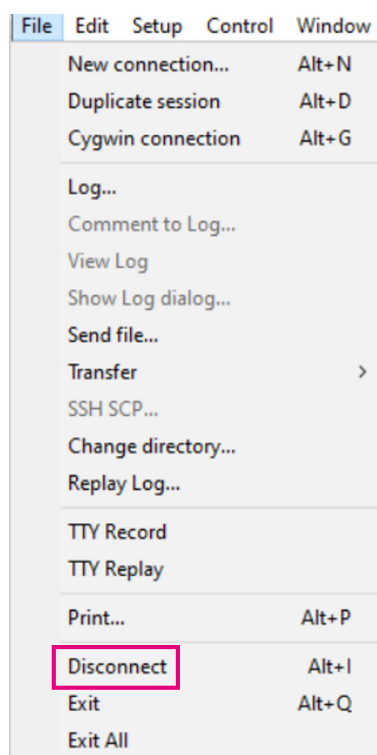 File Edit Setup Control Window
New connection... Alt+N
Duplicate session Alt+D
Cygwin connection Alt+G
Log...
Comment to Log...
View Log
Show Log dialog...
Send file...
Transfer >
SSH SCP...
Change directory...
Replay Log...
TTY Record
TTY Replay
Print... Alt+P
Disconnect Alt+I
Exit Alt+Q
Exit All